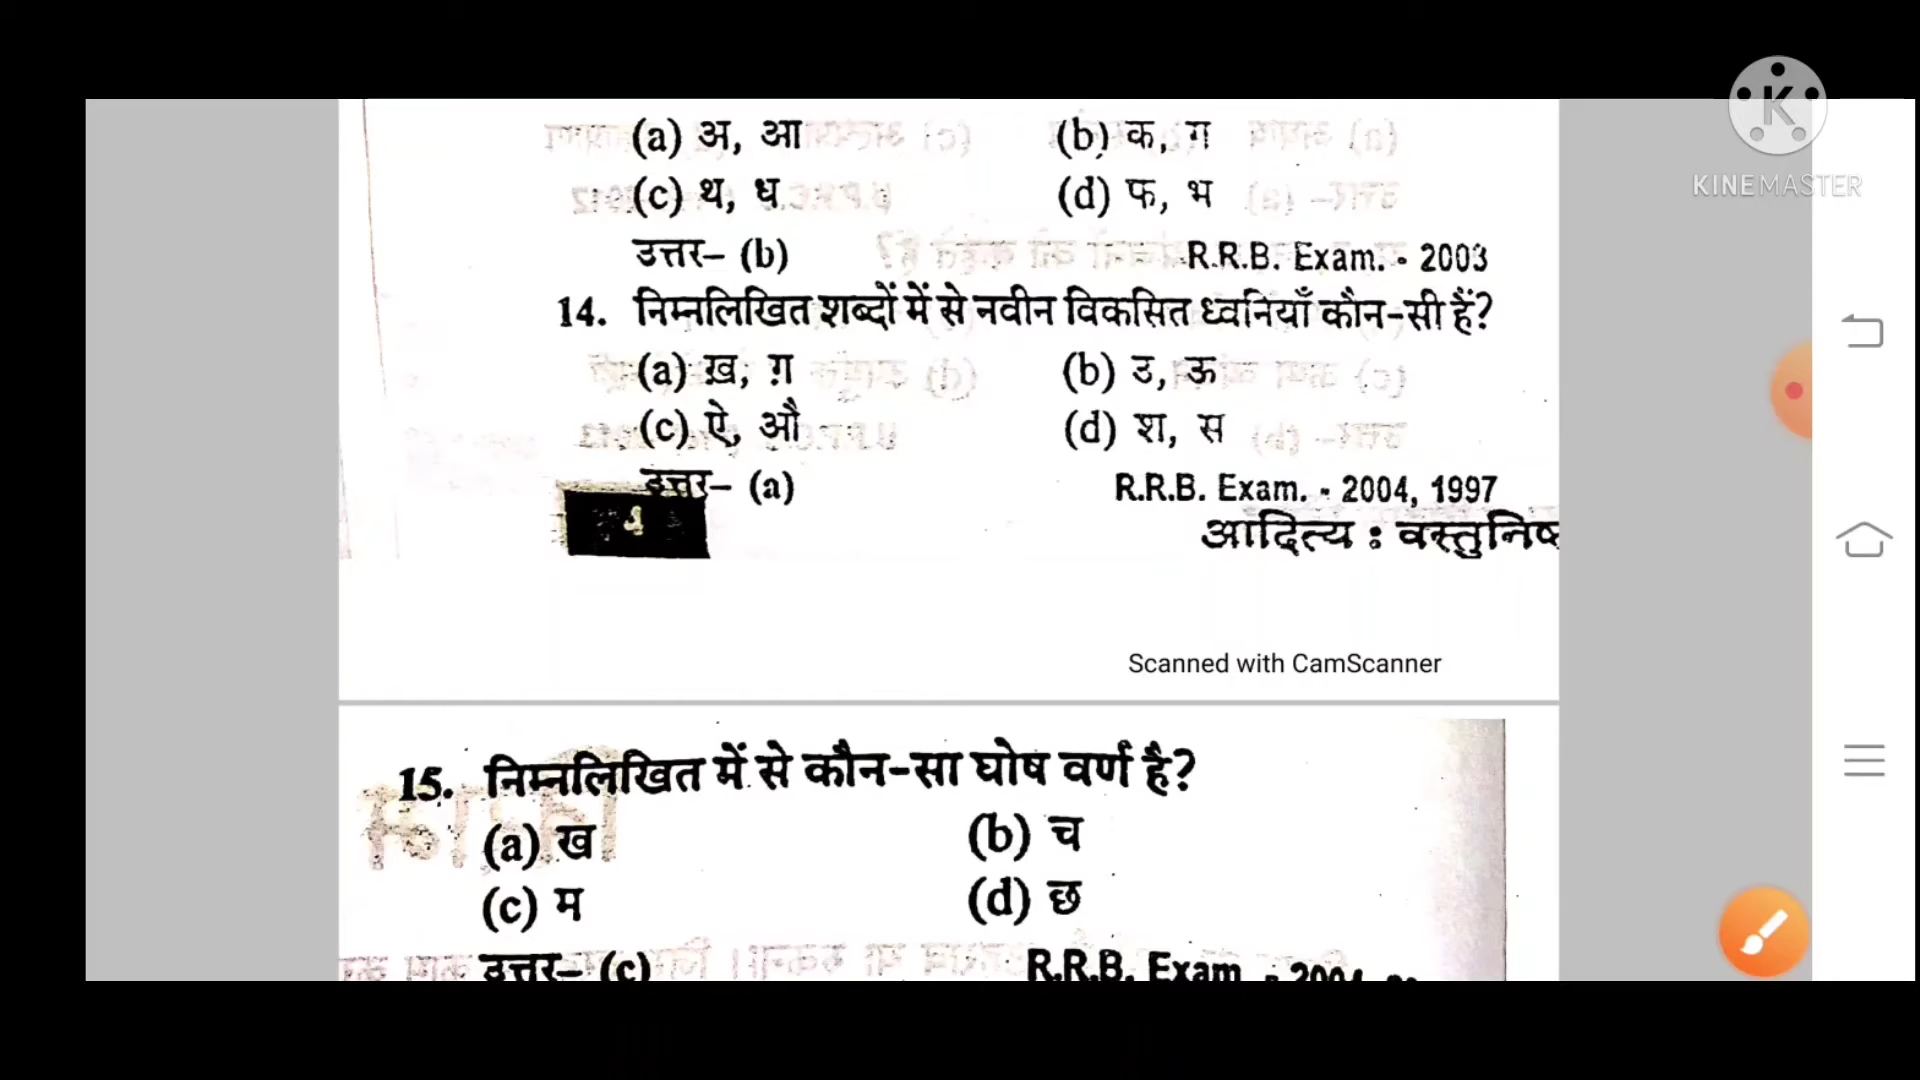 (a) अ, आ (b) क, ग
(c) थ, ध (d) फ, भ
उत्तर– (b) R.R.B. Exam. - 2003
14. निम्नलिखित शब्दों में से नवीन विकसित ध्वनियाँ कौन-सी हैं?
(a) ख़, ग़ (b) उ, ऊ
(c) ऐ, औ (d) श, स
उत्तर– (a) R.R.B. Exam. - 2004, 1997
4 आदित्य : वस्तुनिष्
Scanned with CamScanner
15. निम्नलिखित में से कौन-सा घोष वर्ण है?
(a) ख (b) च
(c) म (d) छ
उत्तर– (c) R.R.B. Exam
K
KINEMASTER